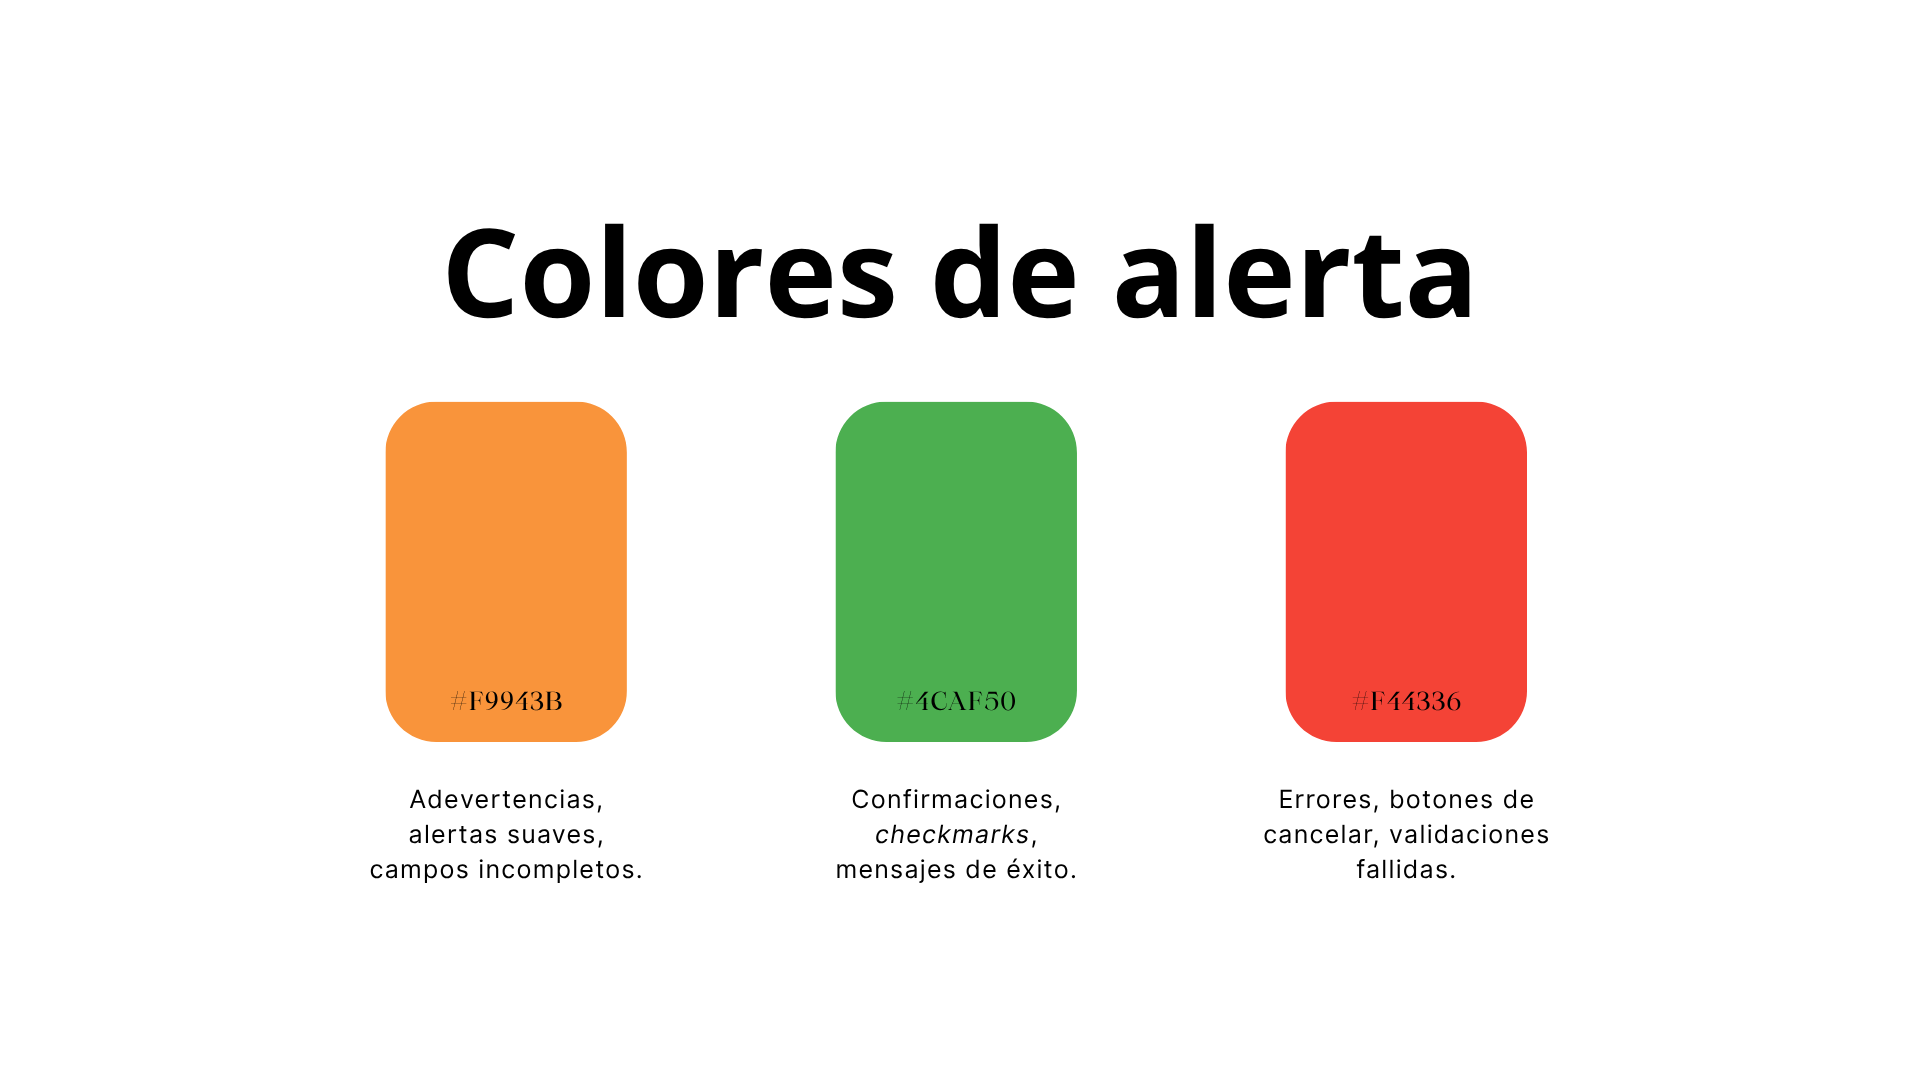 Colores de alerta
#F9943B
#4CAF50
#F44336
Adevertencias,
alertas suaves,
campos incompletos.
Confirmaciones,
checkmarks,
mensajes de éxito.
Errores, botones de
cancelar, validaciones
fallidas.